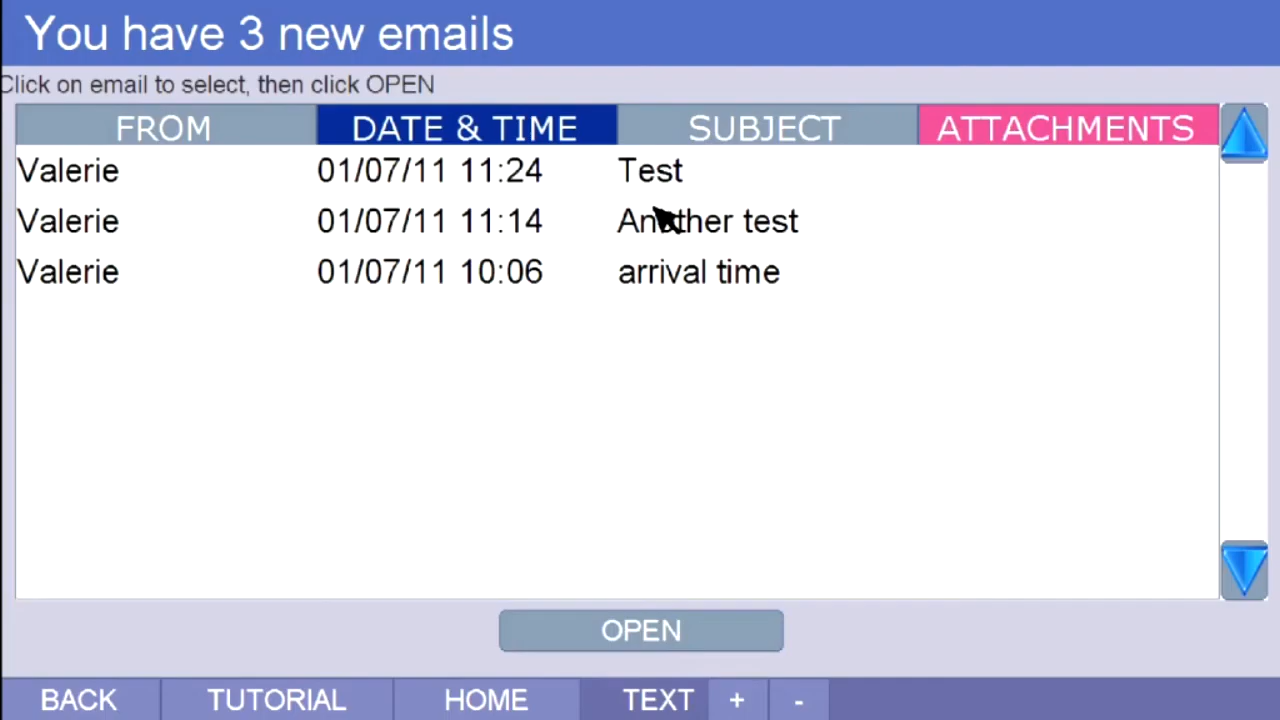 You have 3 new emails
Click on email to select, then click OPEN
FROM DATE & TIME SUBJECT ATTACHMENTS
Valerie 01/07/11 11:24 Test
Valerie 01/07/11 11:14 Another test
Valerie 01/07/11 10:06 arrival time
OPEN
BACK TUTORIAL HOME TEXT + -